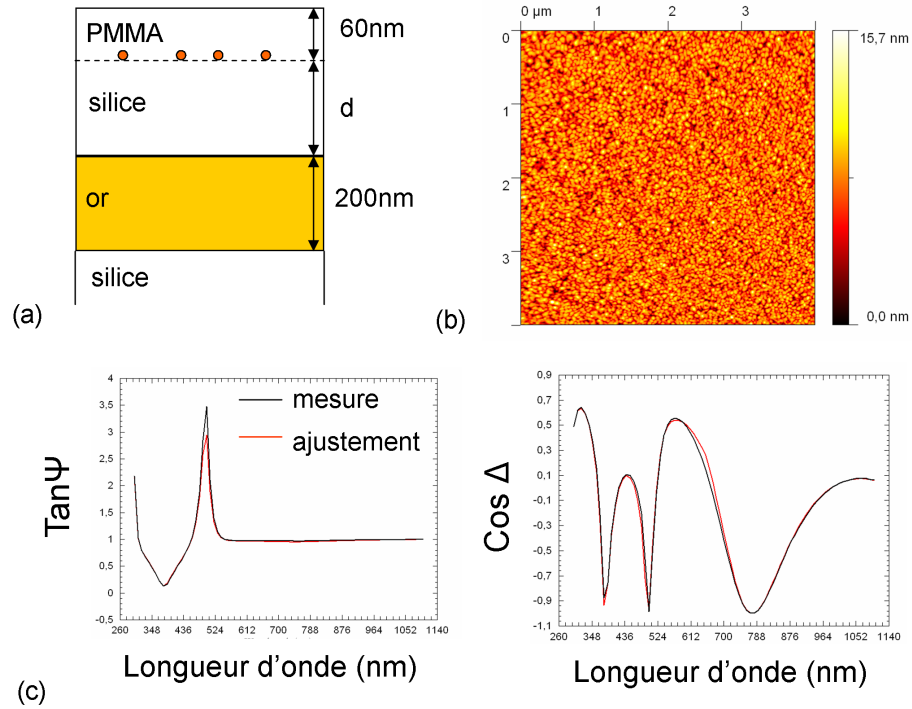 PMMA
60nm
silice
d
or
200nm
silice
(a)
0 µm 1 2 3
0
1
2
3
15,7 nm
0,0 nm
(b)
4
3,5
3
2,5
2
1,5
1
0,5
0
-0,5
TanΨ
mesure
ajustement
260 348 436 524 612 700 788 876 964 1052 1140
Longueur d'onde (nm)
0,9
0,7
0,5
0,3
0,1
-0,1
-0,3
-0,5
-0,7
-0,9
-1,1
Cos Δ
260 348 436 524 612 700 788 876 964 1052 1140
Longueur d'onde (nm)
(c)